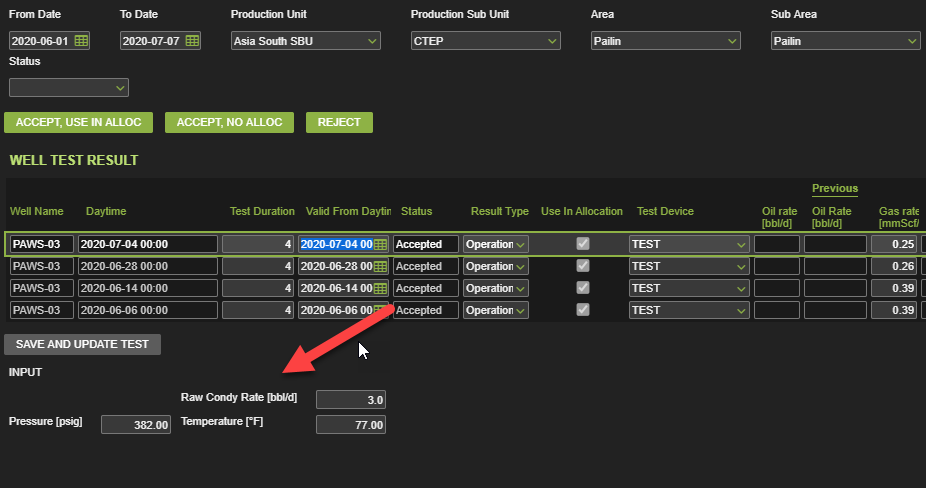 From Date To Date Production Unit Production Sub Unit Area Sub Area
2020-06-01 2020-07-07 Asia South SBU CTEP Pailin Pailin
Status
ACCEPT, USE IN ALLOC ACCEPT, NO ALLOC REJECT
WELL TEST RESULT
Previous
Well Name Daytime Test Duration Valid From Daytim Status Result Type Use In Allocation Test Device Oil rate Oil Rate Gas rate
[bbl/d] [bbl/d] [mmScf/
PAWS-03 2020-07-04 00:00 4 2020-07-04 00 Accepted Operation TEST 0.25
PAWS-03 2020-06-28 00:00 4 2020-06-28 00 Accepted Operation TEST 0.26
PAWS-03 2020-06-14 00:00 4 2020-06-14 00 Accepted Operation TEST 0.39
PAWS-03 2020-06-06 00:00 4 2020-06-06 00 Accepted Operation TEST 0.39
SAVE AND UPDATE TEST
INPUT
Raw Condy Rate [bbl/d] 3.0
Pressure [psig] 382.00 Temperature [°F] 77.00